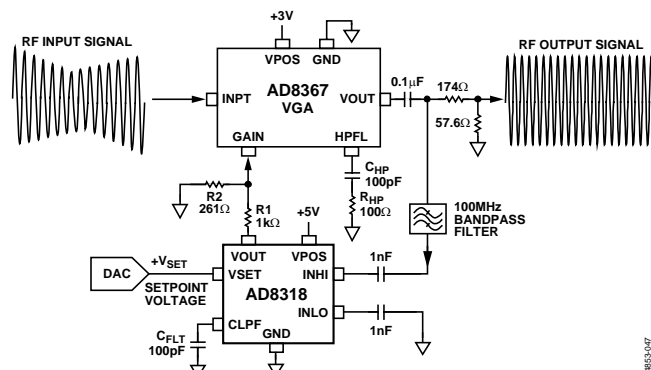 +3V
RF INPUT SIGNAL
VPOS
GND
RF OUTPUT SIGNAL
AD8367
VGA
INPT
VOUT
0.1μF
174Ω
57.6Ω
GAIN
HPFL
CHP
100pF
RHP
100Ω
R2
261Ω
R1
1kΩ
+5V
100MHz
BANDPASS
FILTER
VOUT
VPOS
1nF
DAC
+VSET
SETPOINT
VOLTAGE
VSET
INHI
AD8318
INLO
CLPF
GND
1nF
CFLT
100pF
4853-047